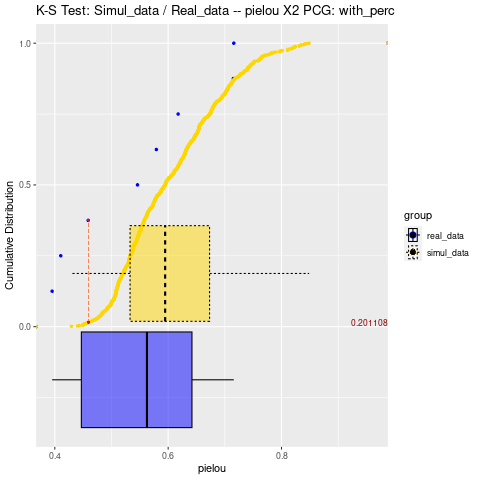 K-S Test: Simul_data / Real_data -- pielou X2 PCG: with_perc
1.0
0.5
0.0
Cumulative Distribution
0.201108
0.4
0.6
0.8
pielou
group
real_data
simul_data